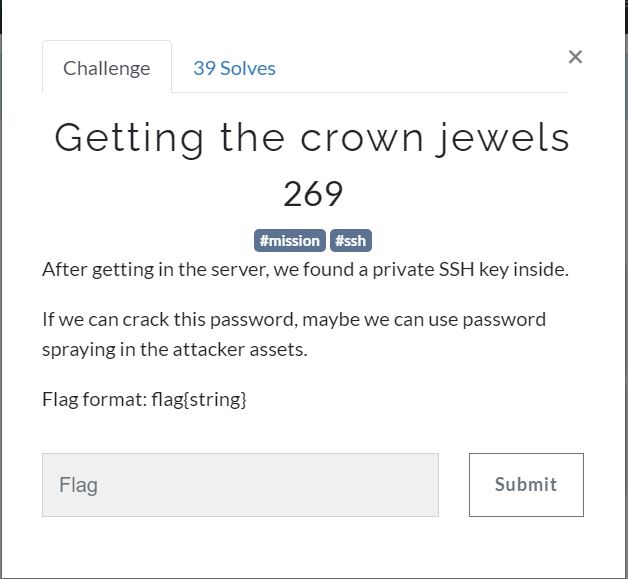 Challenge 39 Solves ×
Getting the crown jewels
269
#mission #ssh
After getting in the server, we found a private SSH key inside.
If we can crack this password, maybe we can use password
spraying in the attacker assets.
Flag format: flag{string}
Flag Submit